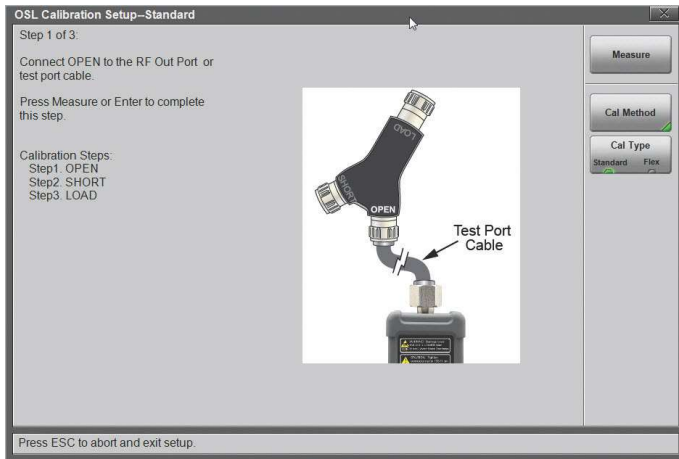 OSL Calibration Setup--Standard
Step 1 of 3:
Connect OPEN to the RF Out Port or
test port cable.
Press Measure or Enter to complete
this step.
Calibration Steps:
Step1. OPEN
Step2. SHORT
Step3. LOAD
LOAD
SHORT
OPEN
Test Port
Cable
Measure
Cal Method
Cal Type
Standard Flex
Press ESC to abort and exit setup.